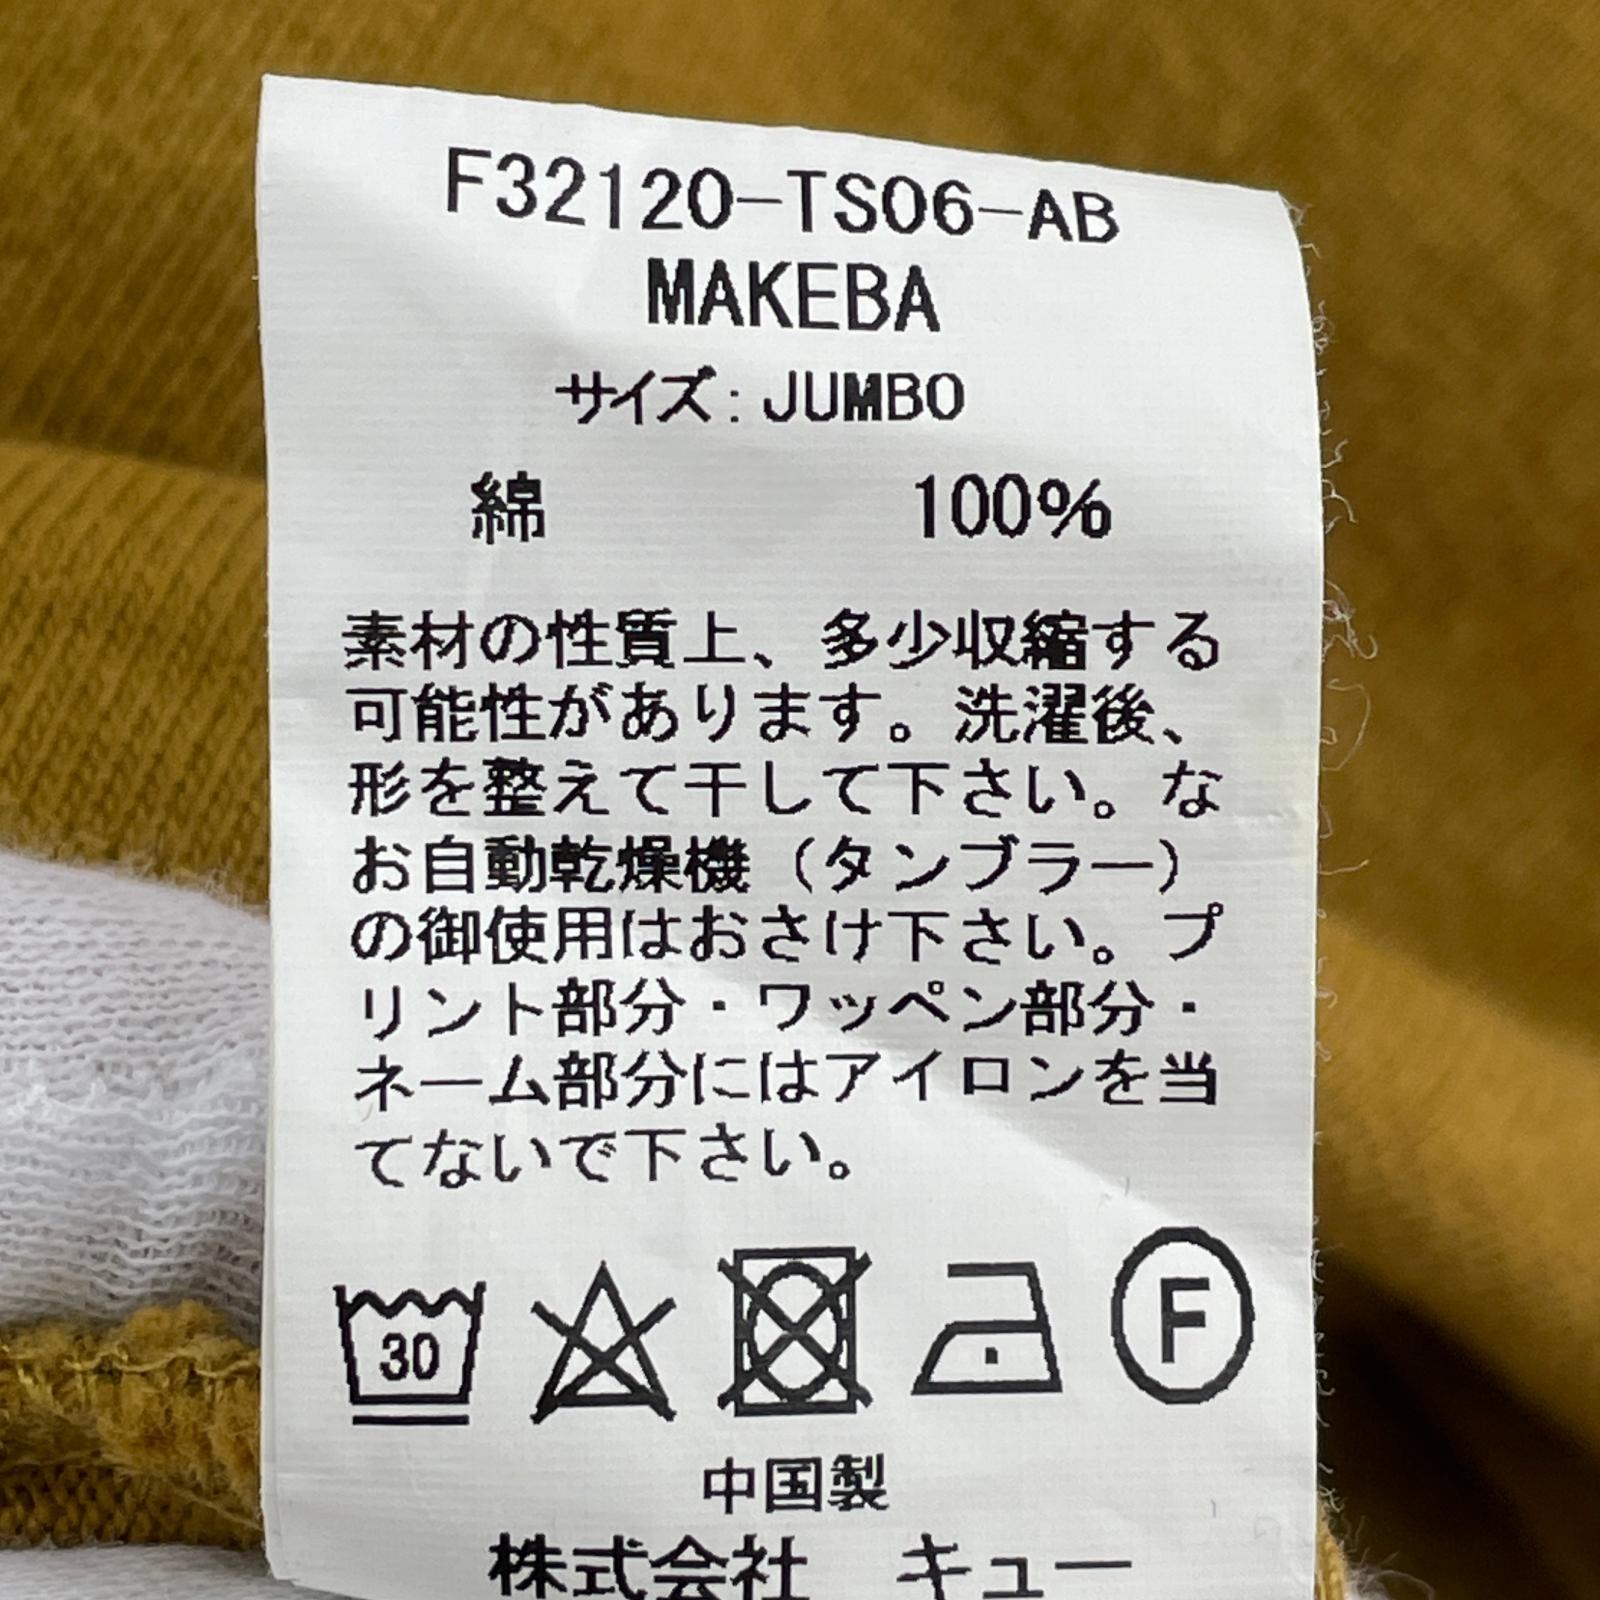 F32120-TS06-AB
MAKEBA
サイズ: JUMBO
綿 100%
素材の性質上、多少収縮する
可能性があります。洗濯後、
形を整えて干して下さい。な
お自動乾燥機（タンブラー）
の御使用はおさけ下さい。プ
リント部分・ワッペン部分・
ネーム部分にはアイロンを当
てないで下さい。
30
F
中国製
株式会社 キュー